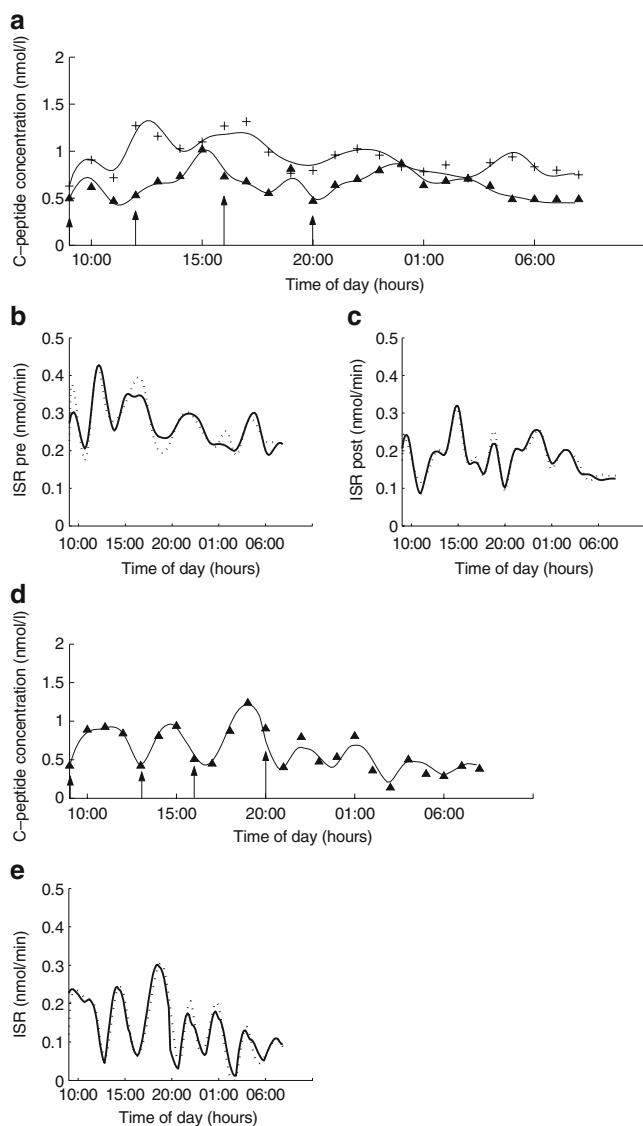 a
C–peptide concentration (nmol/l)
2
1.5
1
0.5
0
10:00 15:00 20:00 01:00 06:00
Time of day (hours)
b
ISR pre (nmol/min)
0.5
0.4
0.3
0.2
0.1
0
10:00 15:00 20:00 01:00 06:00
Time of day (hours)
c
ISR post (nmol/min)
0.5
0.4
0.3
0.2
0.1
0
10:00 15:00 20:00 01:00 06:00
Time of day (hours)
d
C–peptide concentration (nmol/l)
2
1.5
1
0.5
0
10:00 15:00 20:00 01:00 06:00
Time of day (hours)
e
ISR (nmol/min)
0.5
0.4
0.3
0.2
0.1
0
10:00 15:00 20:00 01:00 06:00
Time of day (hours)